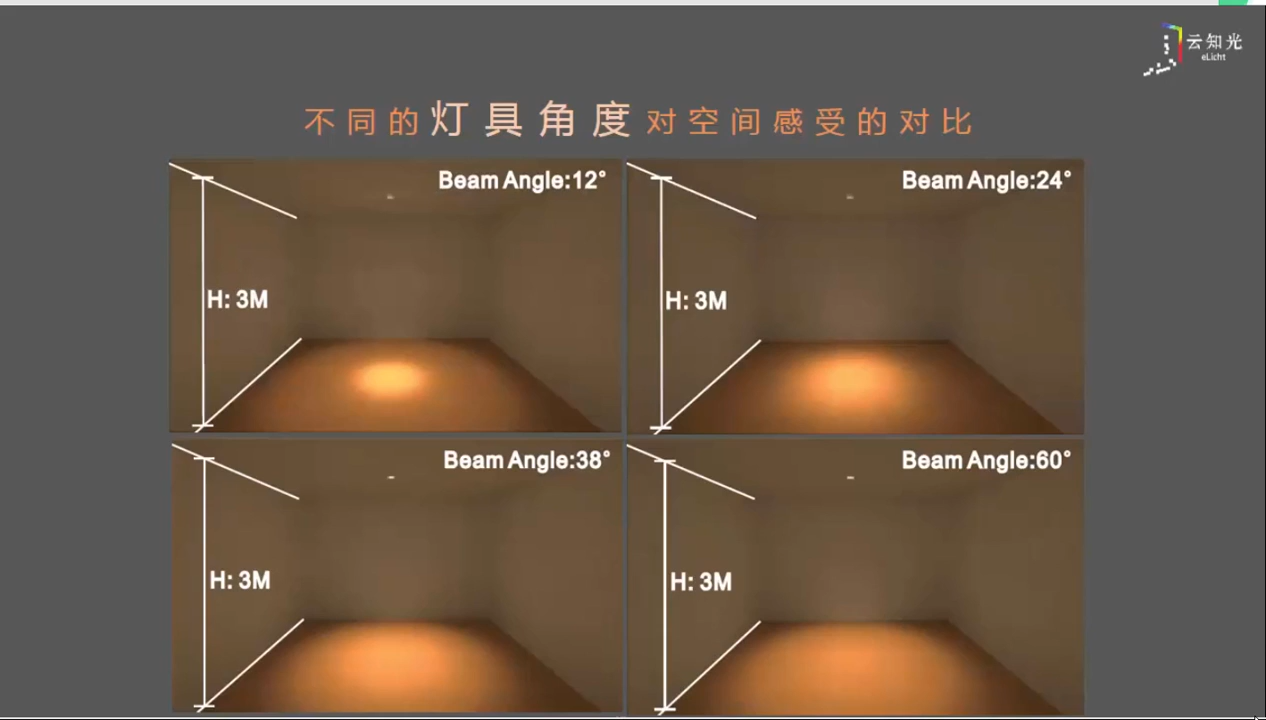 云知光
eLicht
不同的灯具角度对空间感受的对比
Beam Angle:12°
H: 3M
Beam Angle:24°
H: 3M
Beam Angle:38°
H: 3M
Beam Angle:60°
H: 3M